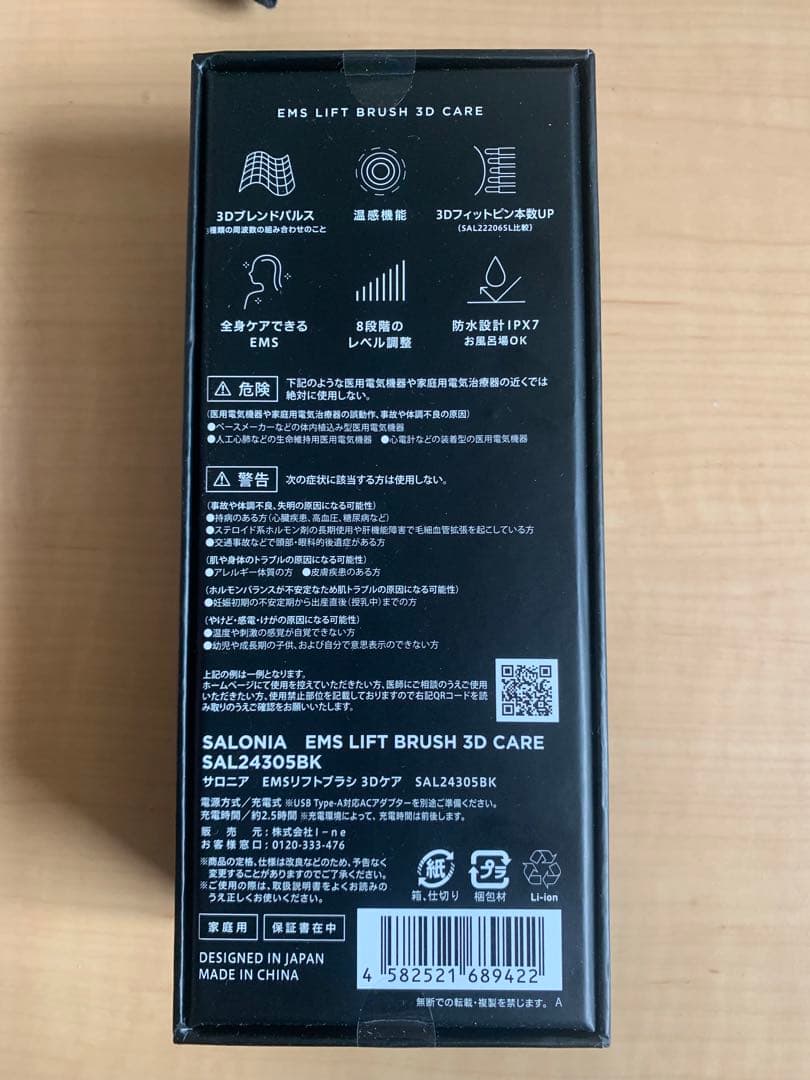 EMS LIFT BRUSH 3D CARE
3Dブレンドパルス
3種類の周波数の組み合わせのこと
温感機能
3Dフィットピン本数UP
(SAL22206SL比較)
全身ケアできる
EMS
8段階の
レベル調整
防水設計IPX7
お風呂場OK
⚠ 危険
下記のような医用電気機器や家庭用電気治療器の近くでは
絶対に使用しない。
(医用電気機器や家庭用電気治療器の誤動作、事故や体調不良の原因)
●ペースメーカーなどの体内植込み型医用電気機器
●人工心肺などの生命維持用医用電気機器 ●心電計などの装着型の医用電気機器
⚠ 警告
次の症状に該当する方は使用しない。
(事故や体調不良、失明の原因になる可能性)
●持病のある方(心臓疾患、高血圧、糖尿病など)
●ステロイド系ホルモン剤の長期使用や肝機能障害で毛細血管拡張を起こしている方
●交通事故などで頭部・眼科的後遺症がある方
(肌や身体のトラブルの原因になる可能性)
●アレルギー体質の方 ●皮膚疾患のある方
(ホルモンバランスが不安定なため肌トラブルの原因になる可能性)
●妊娠初期の不安定期から出産直後(授乳中)までの方
(やけど・感電・けがの原因になる可能性)
●温度や刺激の感覚が自覚できない方
●幼児や成長期の子供、および自分で意思表示のできない方
上記の例は一例となります。
ホームページにて使用を控えていただきたい方、医師にご相談のうえご使用
いただきたい方、使用禁止部位を記載しておりますので右記QRコードを読
み取りのうえご確認をお願いいたします。
SALONIA EMS LIFT BRUSH 3D CARE
SAL24305BK
サロニア EMSリフトブラシ 3Dケア SAL24305BK
電源方式/充電式 ※USB Type-A対応ACアダプターを別途ご準備ください。
充電時間/約2.5時間 ※充電環境によって、充電時間は前後します。
販売元:株式会社I-ne
お客様窓口:0120-333-476
※商品の定格、仕様は改良などのため、予告なく
変更することがありますのでご了承ください。
※ご使用の際は、取扱説明書をよくお読みの
うえ正しくお使いください。
紙
箱、仕切り
プラ
梱包材
Li-ion
家庭用
保証書在中
DESIGNED IN JAPAN
MADE IN CHINA
4 582521 689422
無断での転載・複製を禁じます。 A